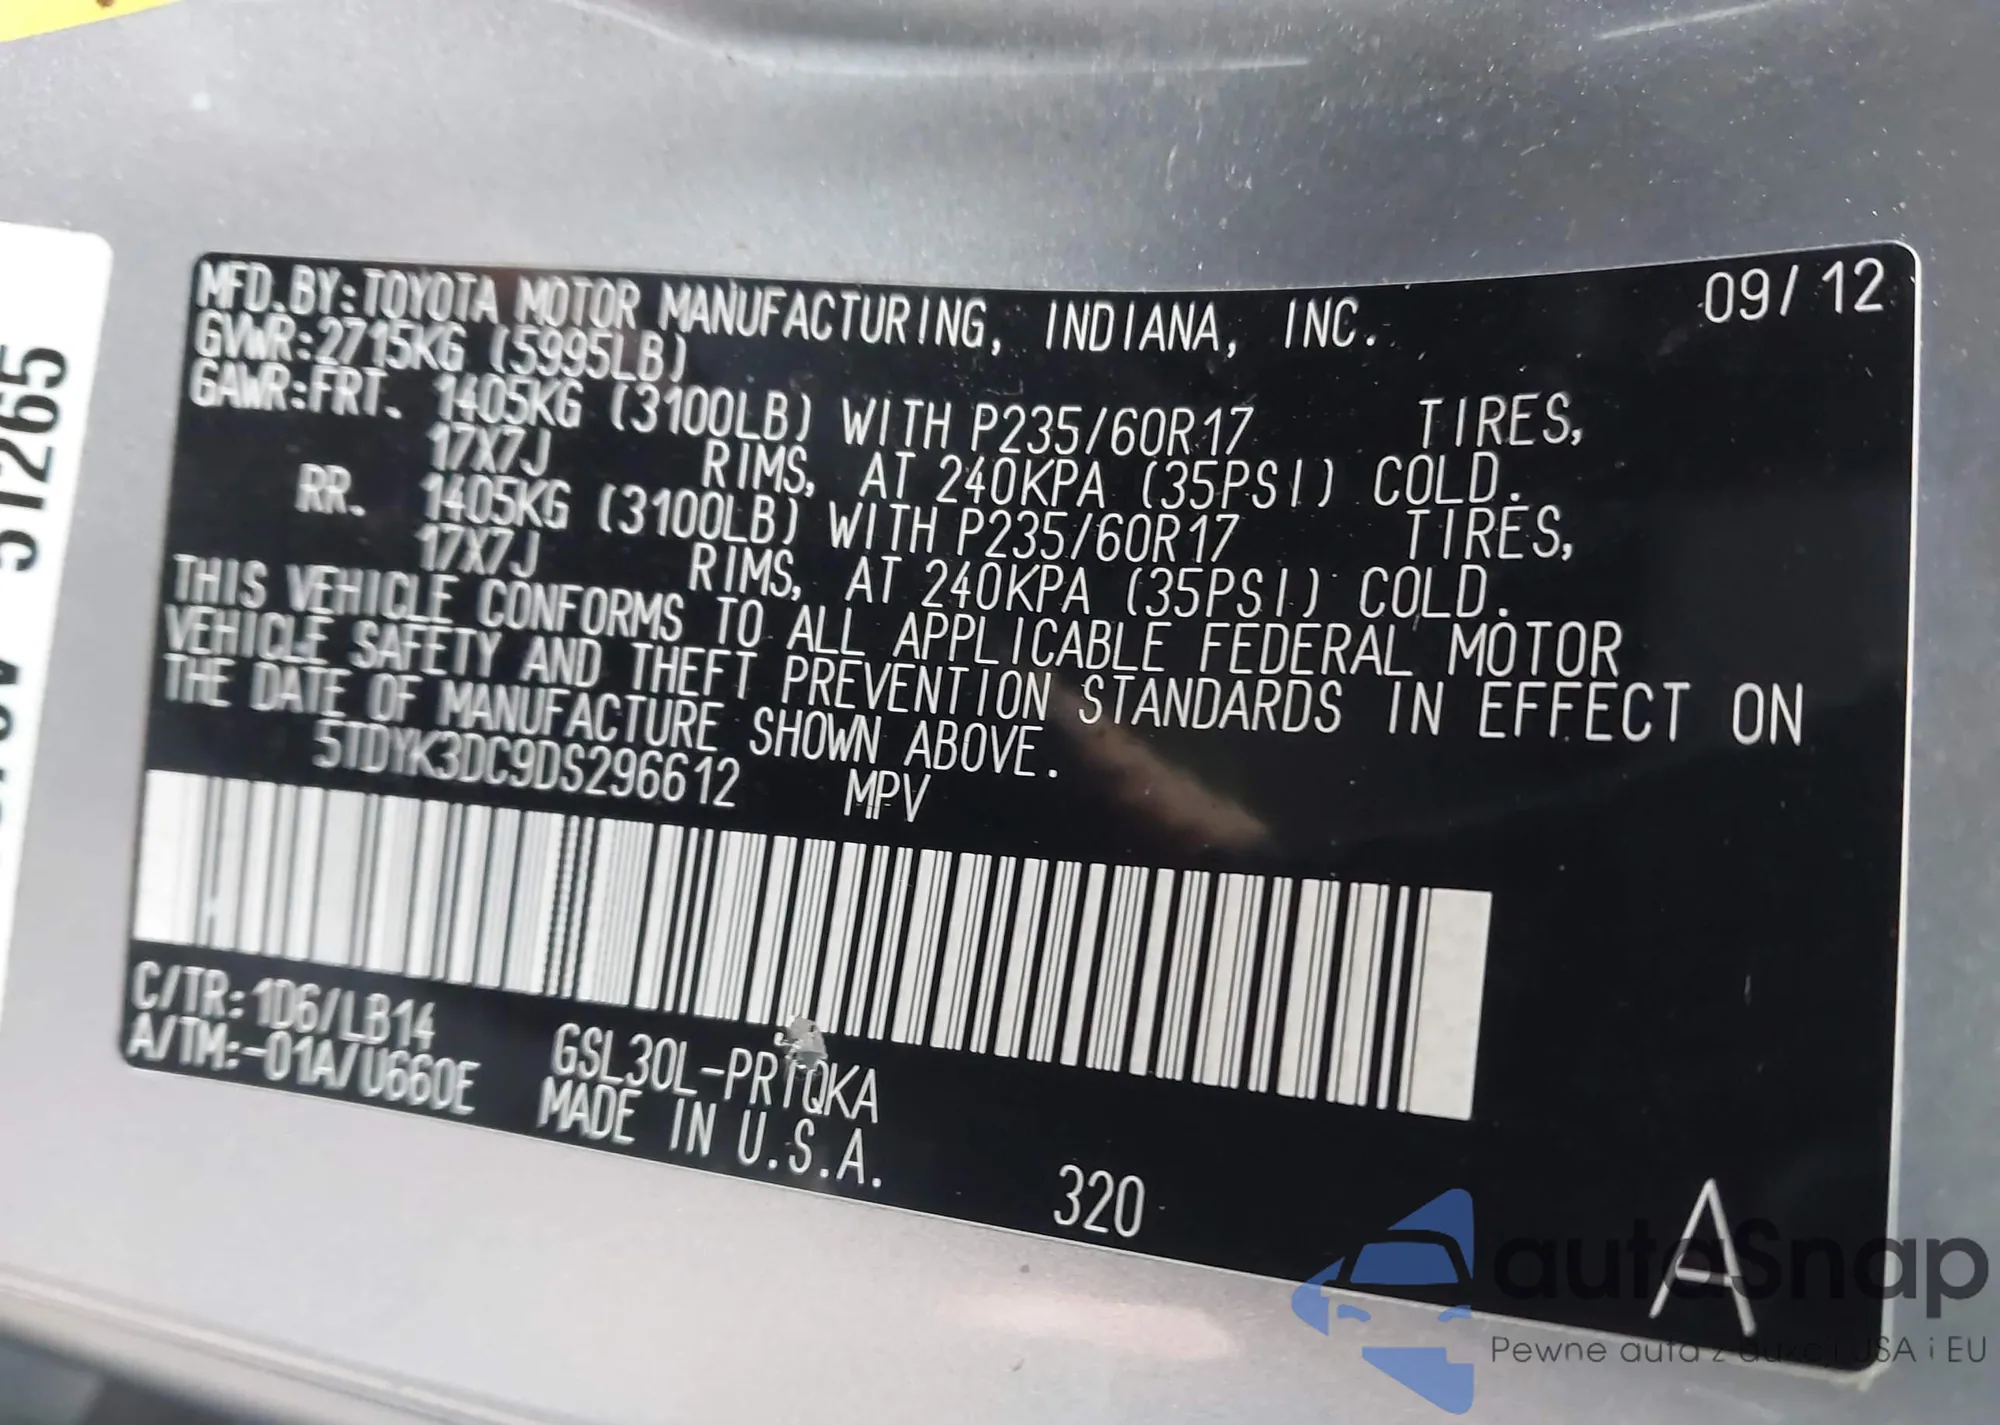 MFD.BY:TOYOTA MOTOR MANUFACTURING, INDIANA, INC. 09/12
GVWR:2715KG (5995LB)
GAWR:FRT. 1405KG (3100LB) WITH P235/60R17 TIRES,
17X7J RIMS, AT 240KPA (35PSI) COLD.
RR. 1405KG (3100LB) WITH P235/60R17 TIRES,
17X7J RIMS, AT 240KPA (35PSI) COLD.
THIS VEHICLE CONFORMS TO ALL APPLICABLE FEDERAL MOTOR
VEHICLE SAFETY AND THEFT PREVENTION STANDARDS IN EFFECT ON
THE DATE OF MANUFACTURE SHOWN ABOVE.
5TDYK3DC9DS296612 MPV
C/TR:1D6/LB14
A/TM:-01A/U660E
GSL30L-PRTQKA
MADE IN U.S.A.
320
A
51265
autoSnap
Pewne auta z aukcji USA i EU